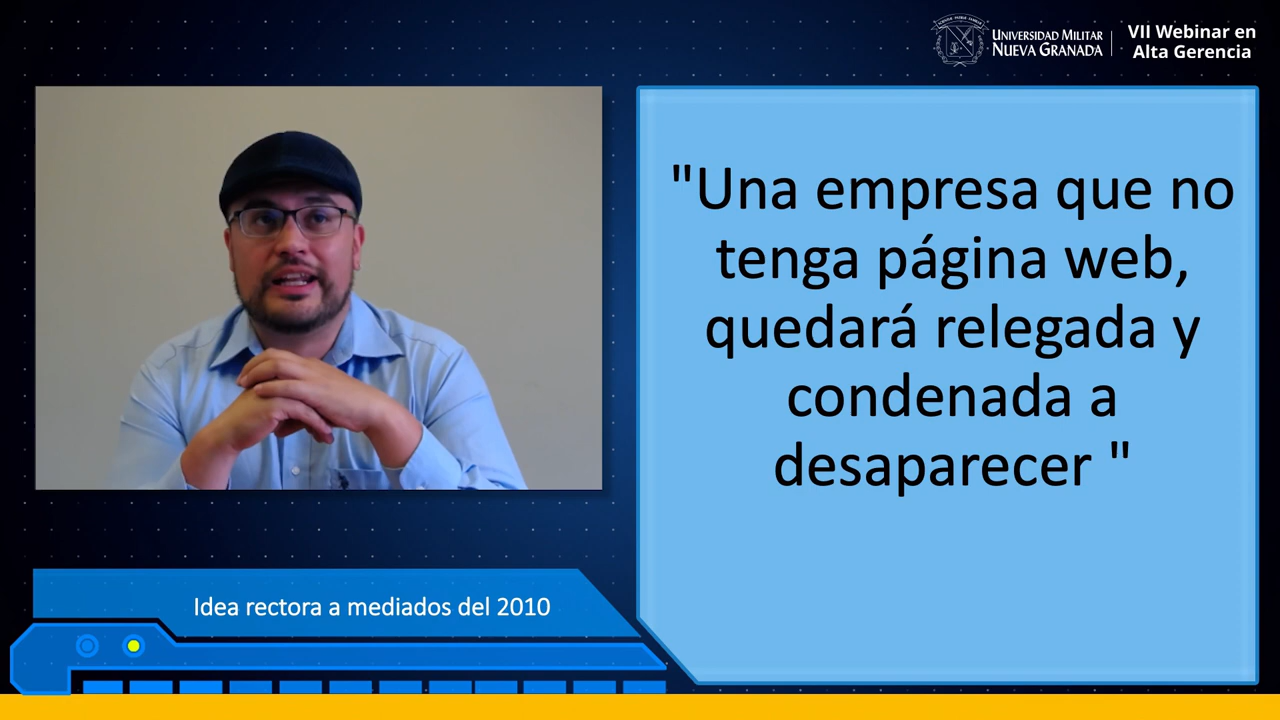 UNIVERSIDAD MILITAR
NUEVA GRANADA
VII Webinar en
Alta Gerencia
"Una empresa que no
tenga página web,
quedará relegada y
condenada a
desaparecer "
Idea rectora a mediados del 2010